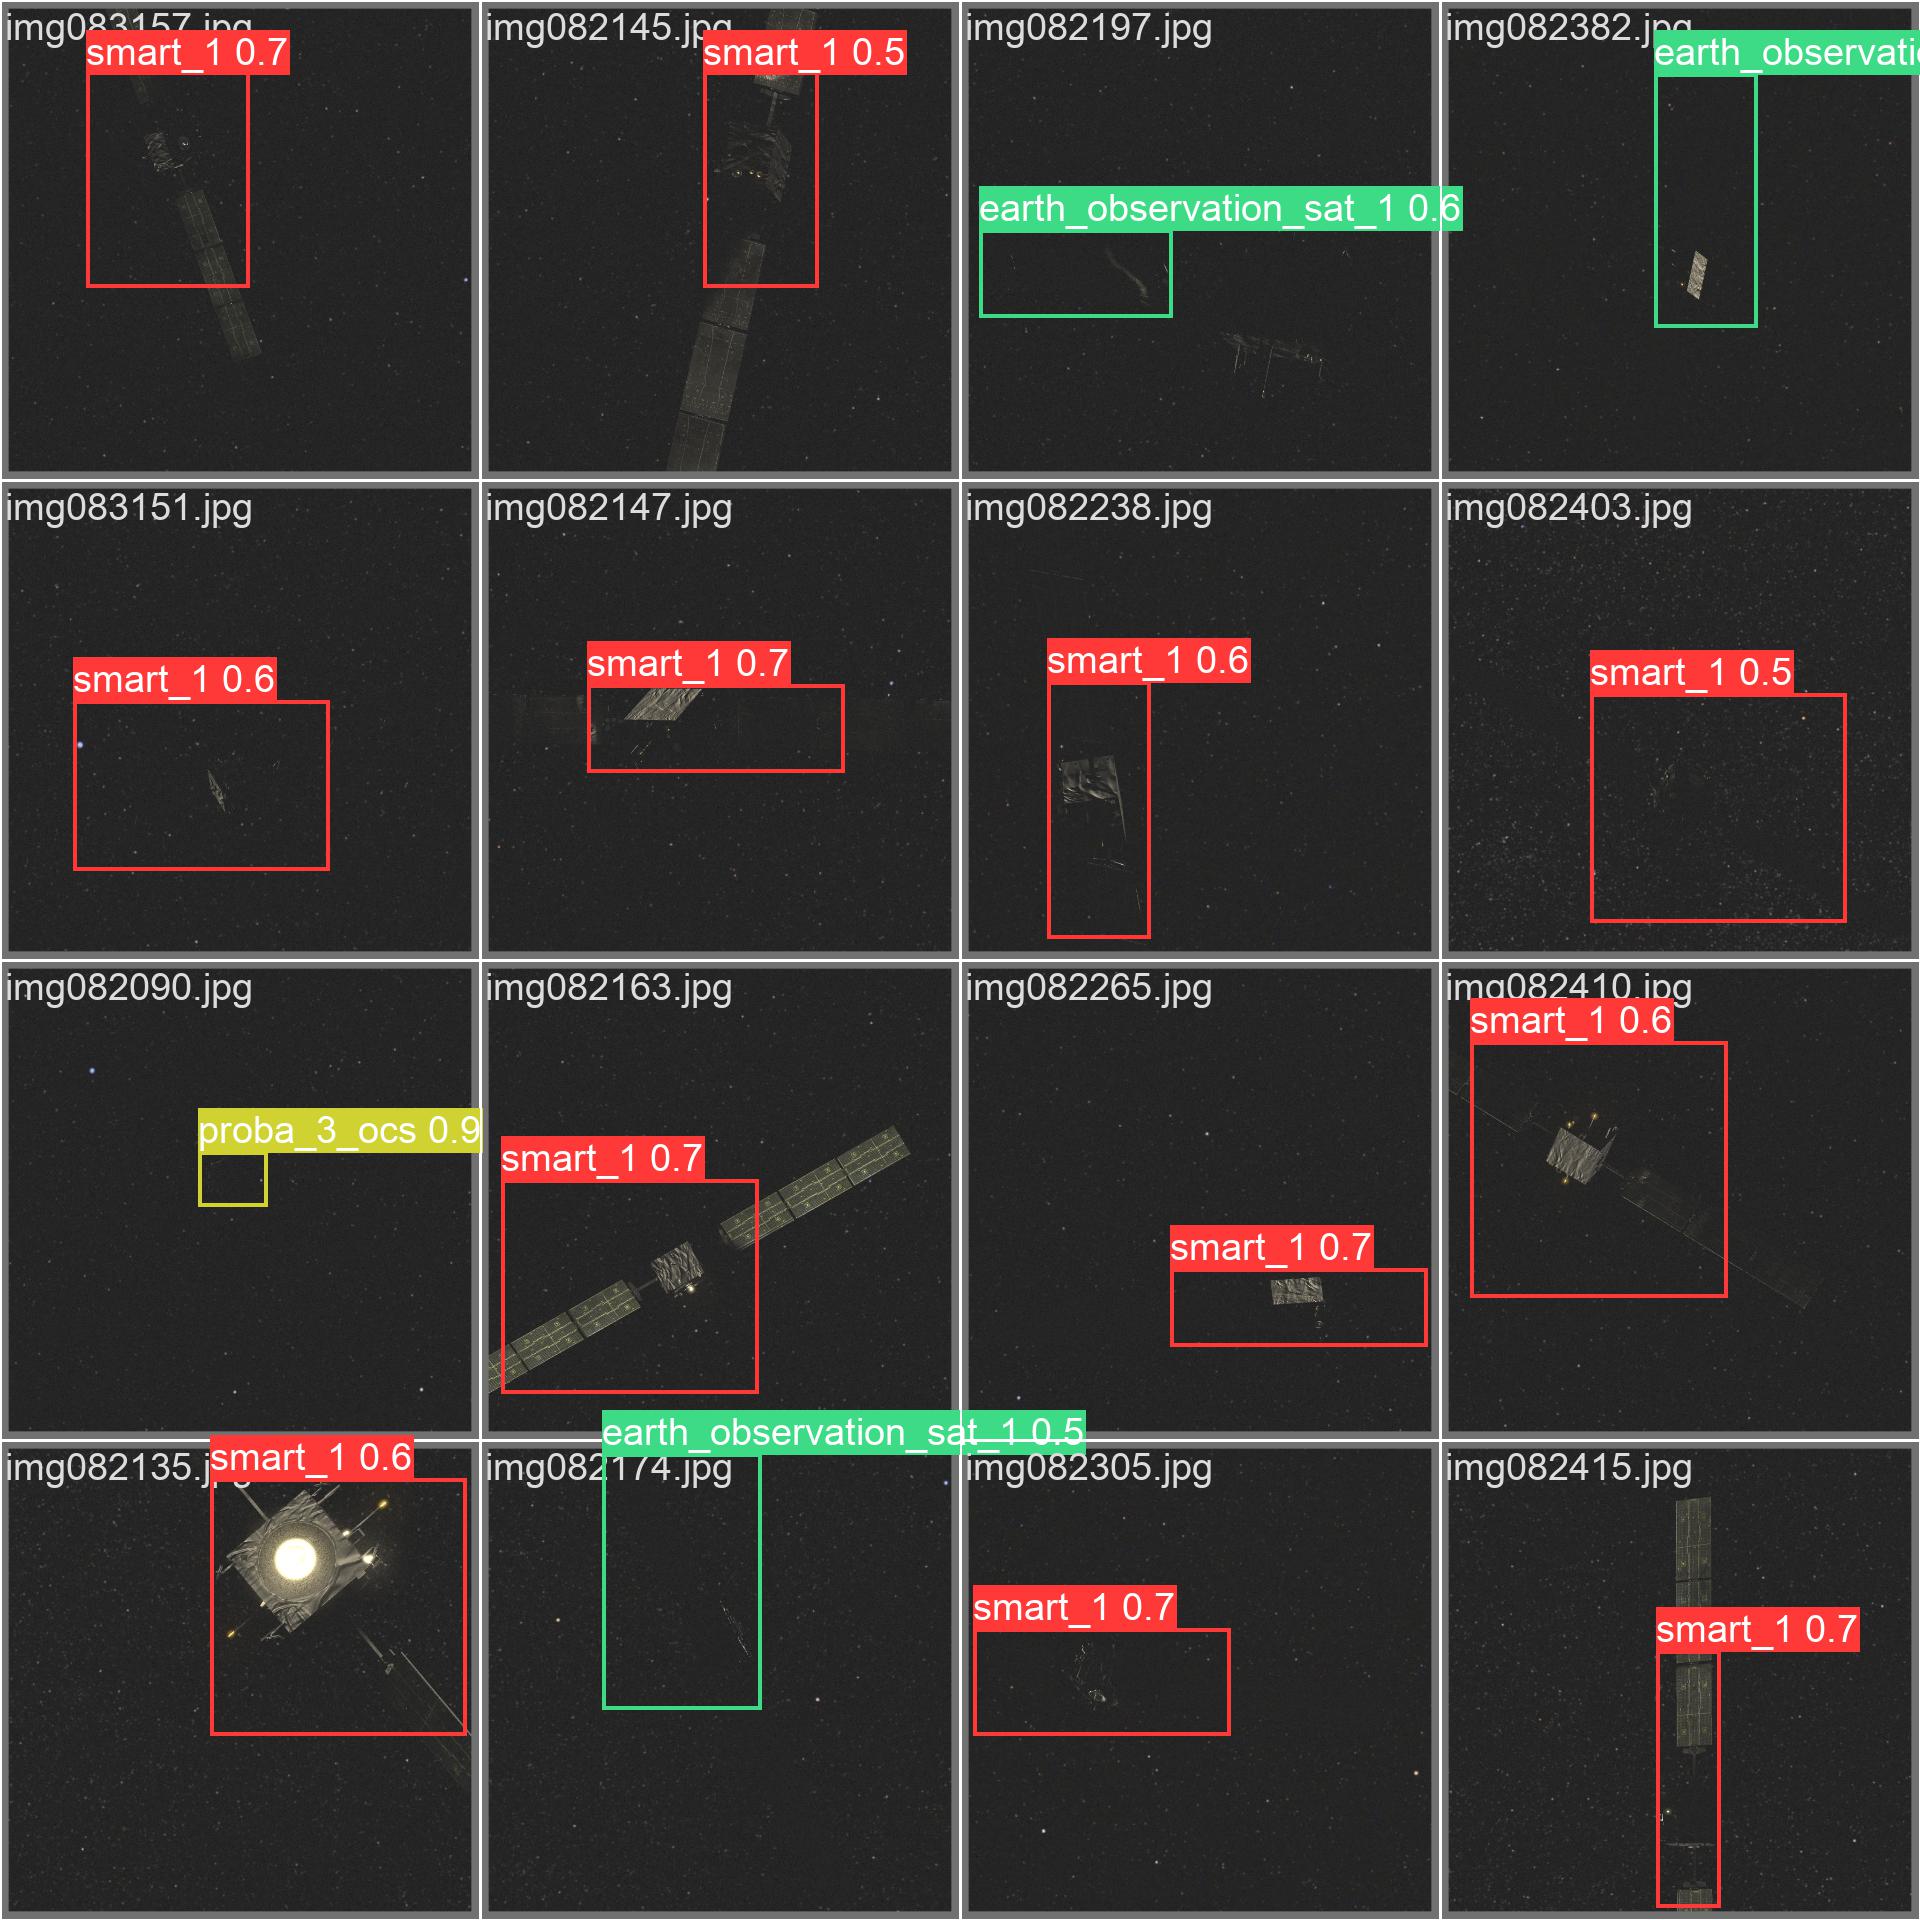 img083157.jpg
smart_1 0.7
img082145.jpg
smart_1 0.5
img082197.jpg
earth_observation_sat_1 0.6
img082382.jpg
earth_observati
img083151.jpg
smart_1 0.6
img082147.jpg
smart_1 0.7
img082238.jpg
smart_1 0.6
img082403.jpg
smart_1 0.5
img082090.jpg
proba_3_ocs 0.9
img082163.jpg
smart_1 0.7
img082265.jpg
smart_1 0.7
img082410.jpg
smart_1 0.6
img082135.jpg
smart_1 0.6
img082174.jpg
earth_observation_sat_1 0.5
img082305.jpg
smart_1 0.7
img082415.jpg
smart_1 0.7